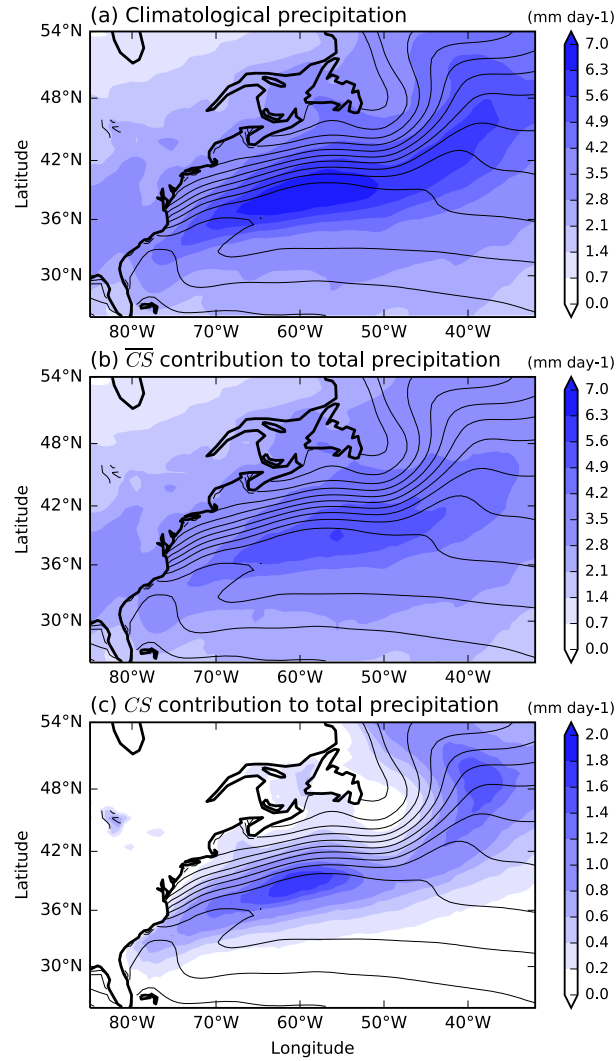 (a) Climatological precipitation (mm day-1)
54°N
48°N
42°N
36°N
30°N
Latitude
80°W 70°W 60°W 50°W 40°W
7.0
6.3
5.6
4.9
4.2
3.5
2.8
2.1
1.4
0.7
0.0
(b) C̅S̅ contribution to total precipitation (mm day-1)
54°N
48°N
42°N
36°N
30°N
Latitude
80°W 70°W 60°W 50°W 40°W
7.0
6.3
5.6
4.9
4.2
3.5
2.8
2.1
1.4
0.7
0.0
(c) CS contribution to total precipitation (mm day-1)
54°N
48°N
42°N
36°N
30°N
Latitude
80°W 70°W 60°W 50°W 40°W
Longitude
2.0
1.8
1.6
1.4
1.2
1.0
0.8
0.6
0.4
0.2
0.0